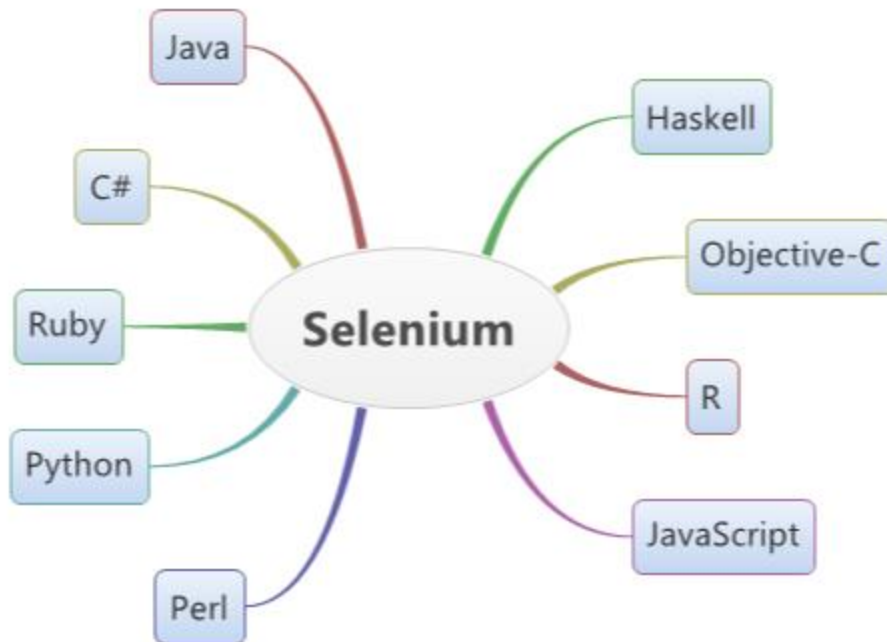 Java
Haskell
C#
Objective-C
Ruby
Selenium
R
Python
JavaScript
Perl